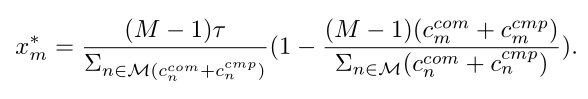 $x_m^* = \frac{(M-1)\tau}{\Sigma_{n \in \mathcal{M}(c_n^{com} + c_n^{cmp})}} (1 - \frac{(M-1)(c_m^{com} + c_m^{cmp})}{\Sigma_{n \in \mathcal{M}}(c_n^{com} + c_n^{cmp})}).$